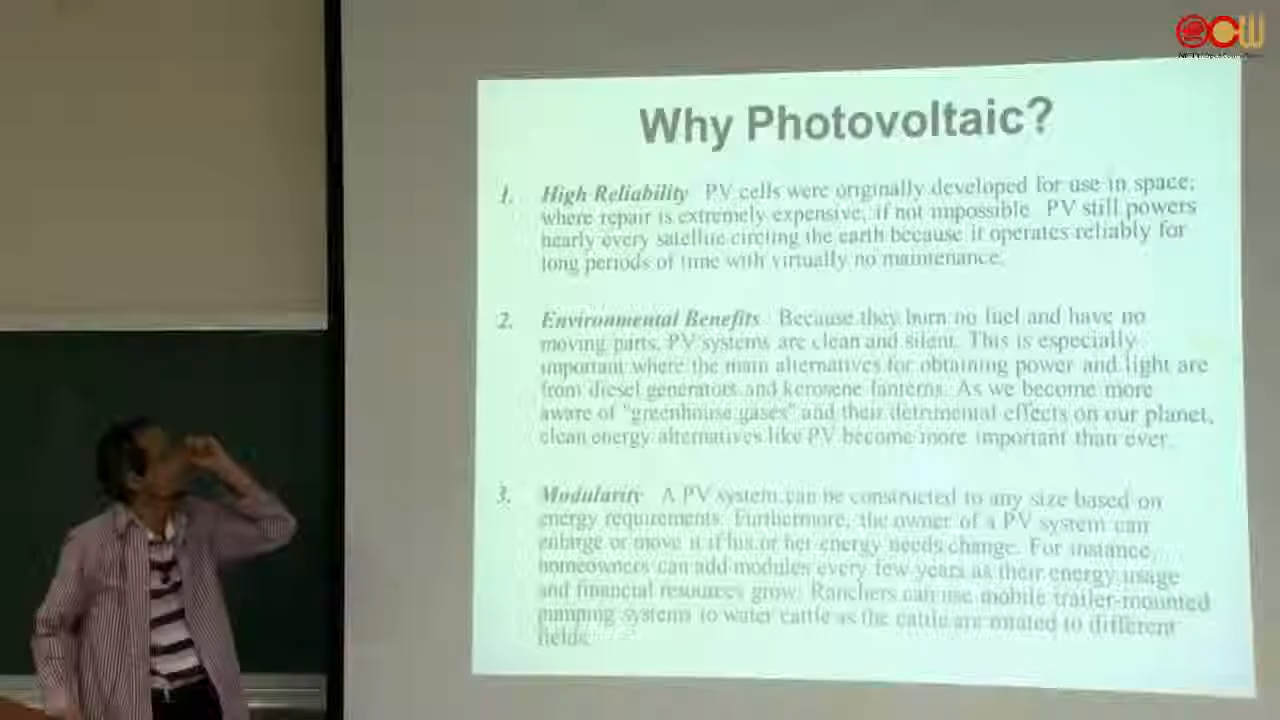 OCW
Why Photovoltaic?
1. High Reliability PV cells were originally developed for use in space,
where repair is extremely expensive, if not impossible. PV still powers
nearly every satellite circling the earth because it operates reliably for
long periods of time with virtually no maintenance.
2. Environmental Benefits Because they burn no fuel and have no
moving parts, PV systems are clean and silent. This is especially
important where the main alternatives for obtaining power and light are
from diesel generators and kerosene lanterns. As we become more
aware of "greenhouse gases" and their detrimental effects on our planet,
clean energy alternatives like PV become more important than ever.
3. Modularity A PV system can be constructed to any size based on
energy requirements. Furthermore, the owner of a PV system can
enlarge or move it if his or her energy needs change. For instance,
homeowners can add modules every few years as their energy usage
and financial resources grow. Ranchers can use mobile trailer-mounted
pumping systems to water cattle as the cattle are rotated to different
fields.